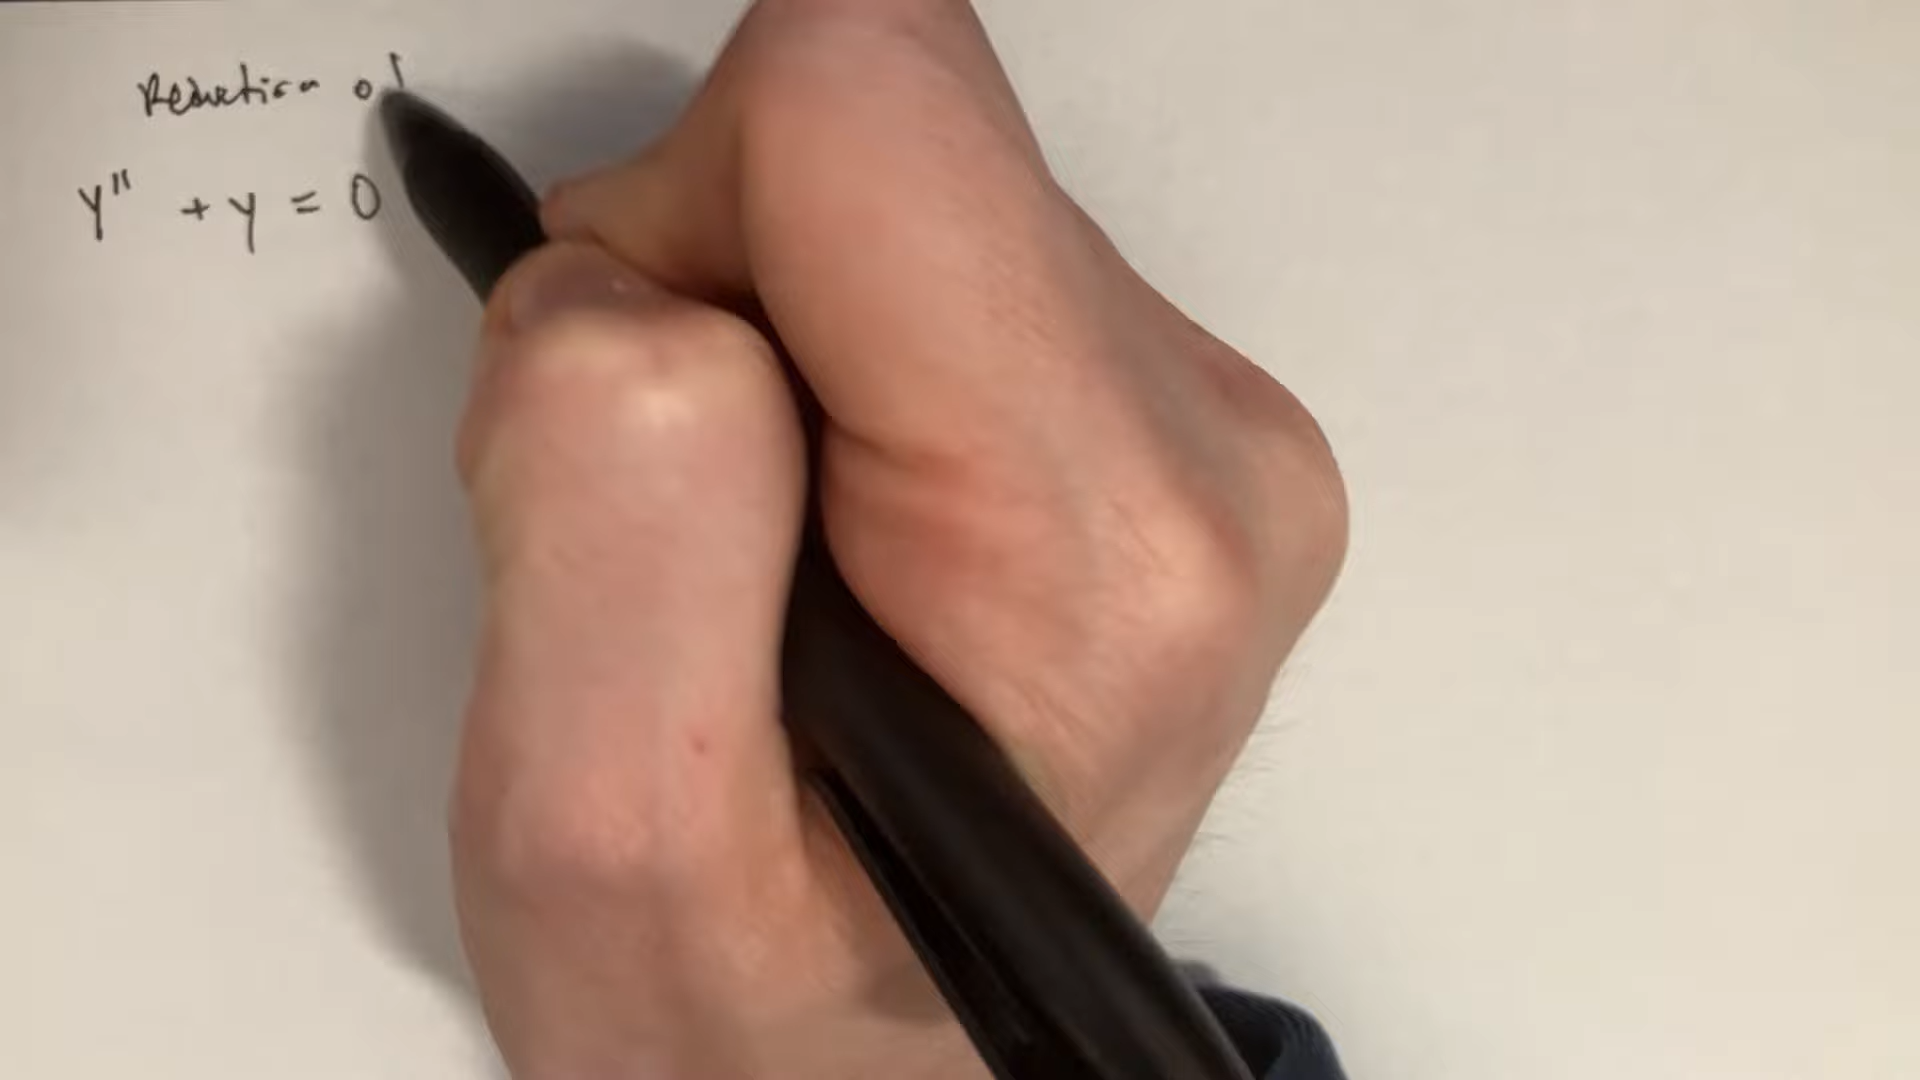 Reduction of
y'' + y = 0